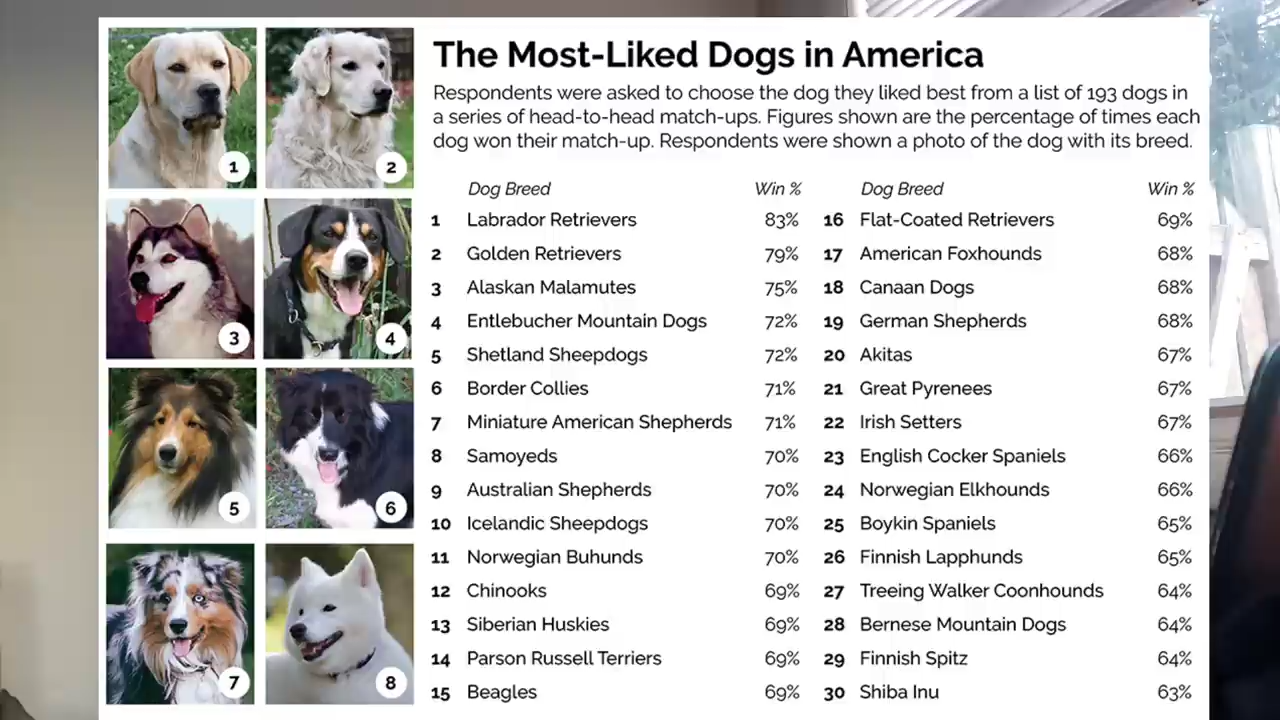 The Most-Liked Dogs in America
Respondents were asked to choose the dog they liked best from a list of 193 dogs in
a series of head-to-head match-ups. Figures shown are the percentage of times each
dog won their match-up. Respondents were shown a photo of the dog with its breed.
Dog Breed Win % Dog Breed Win %
1 Labrador Retrievers 83% 16 Flat-Coated Retrievers 69%
2 Golden Retrievers 79% 17 American Foxhounds 68%
3 Alaskan Malamutes 75% 18 Canaan Dogs 68%
4 Entlebucher Mountain Dogs 72% 19 German Shepherds 68%
5 Shetland Sheepdogs 72% 20 Akitas 67%
6 Border Collies 71% 21 Great Pyrenees 67%
7 Miniature American Shepherds 71% 22 Irish Setters 67%
8 Samoyeds 70% 23 English Cocker Spaniels 66%
9 Australian Shepherds 70% 24 Norwegian Elkhounds 66%
10 Icelandic Sheepdogs 70% 25 Boykin Spaniels 65%
11 Norwegian Buhunds 70% 26 Finnish Lapphunds 65%
12 Chinooks 69% 27 Treeing Walker Coonhounds 64%
13 Siberian Huskies 69% 28 Bernese Mountain Dogs 64%
14 Parson Russell Terriers 69% 29 Finnish Spitz 64%
15 Beagles 69% 30 Shiba Inu 63%
1 2
3 4
5 6
7 8